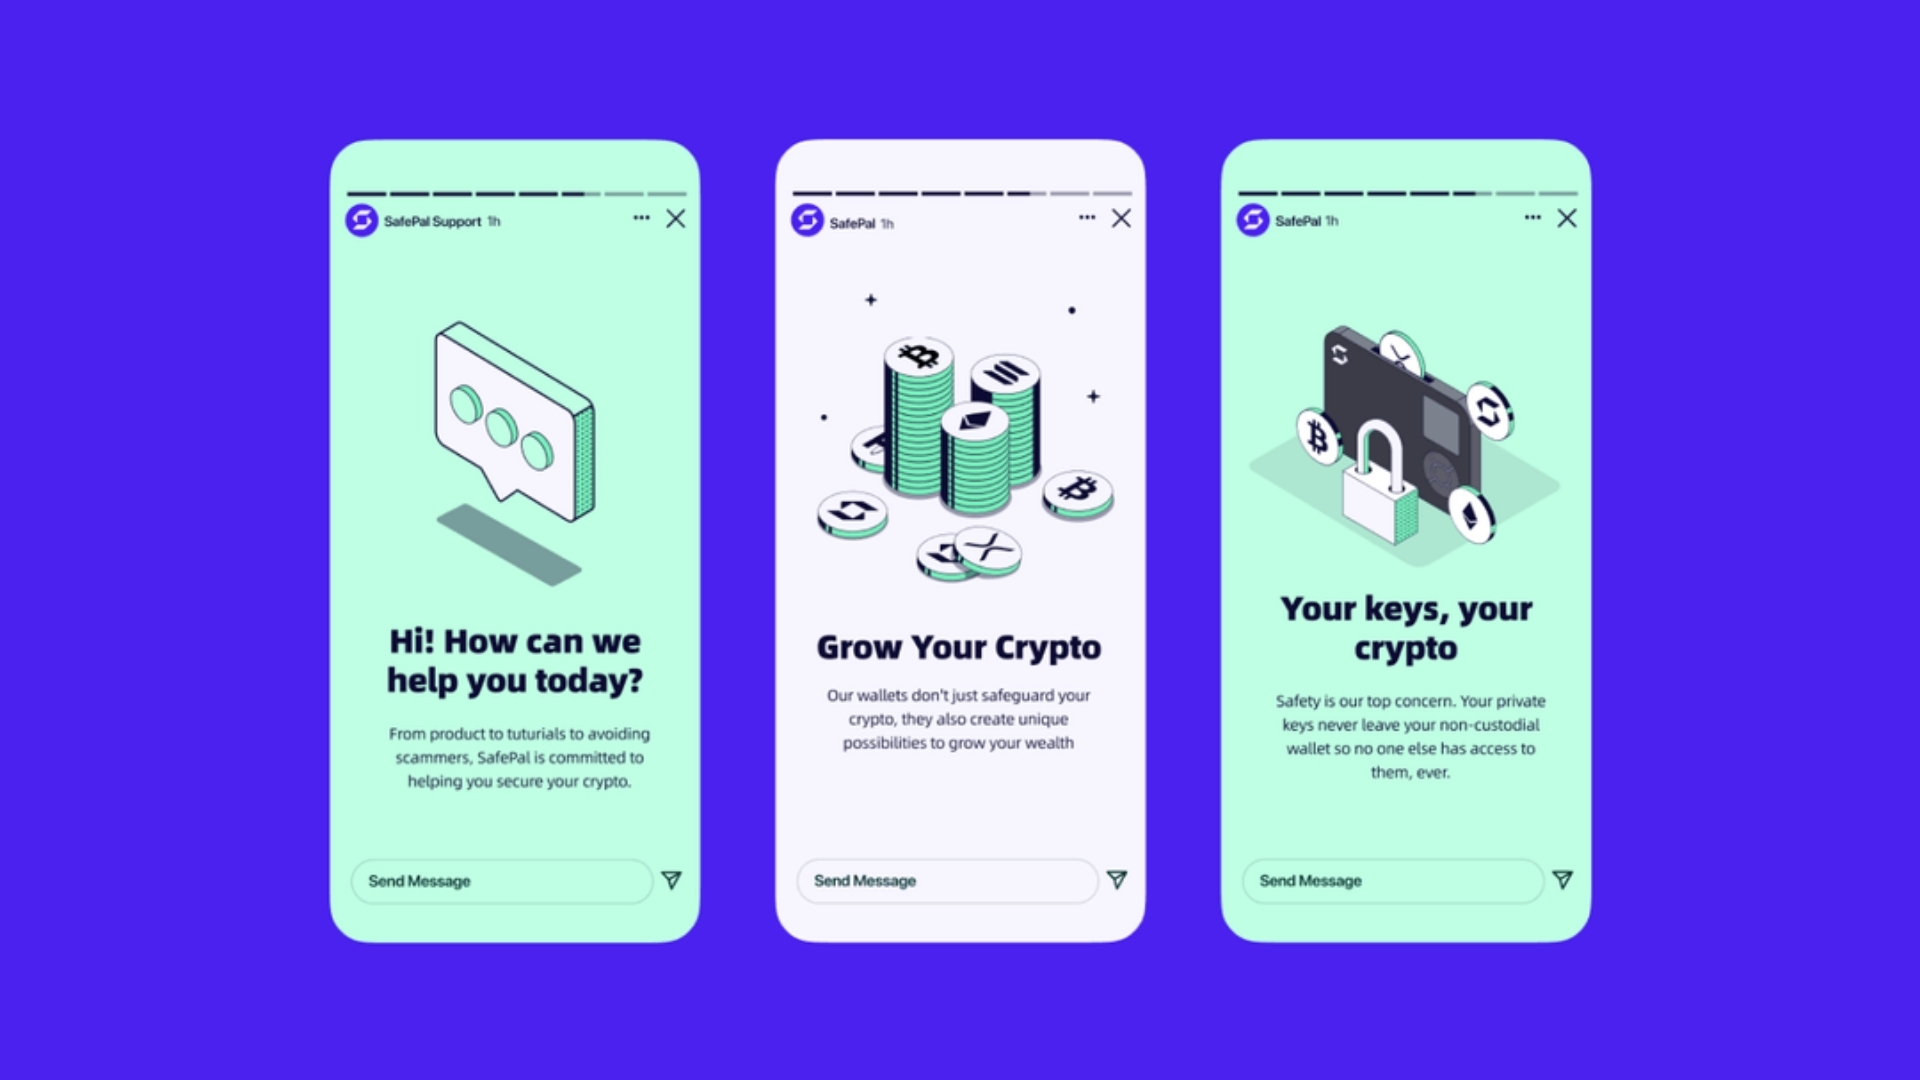 SafePal Support 1h
Hi! How can we
help you today?
From product to tuturials to avoiding
scammers, SafePal is committed to
helping you secure your crypto.
Send Message
SafePal 1h
Grow Your Crypto
Our wallets don't just safeguard your
crypto, they also create unique
possibilities to grow your wealth
Send Message
SafePal 1h
Your keys, your
crypto
Safety is our top concern. Your private
keys never leave your non-custodial
wallet so no one else has access to
them, ever.
Send Message